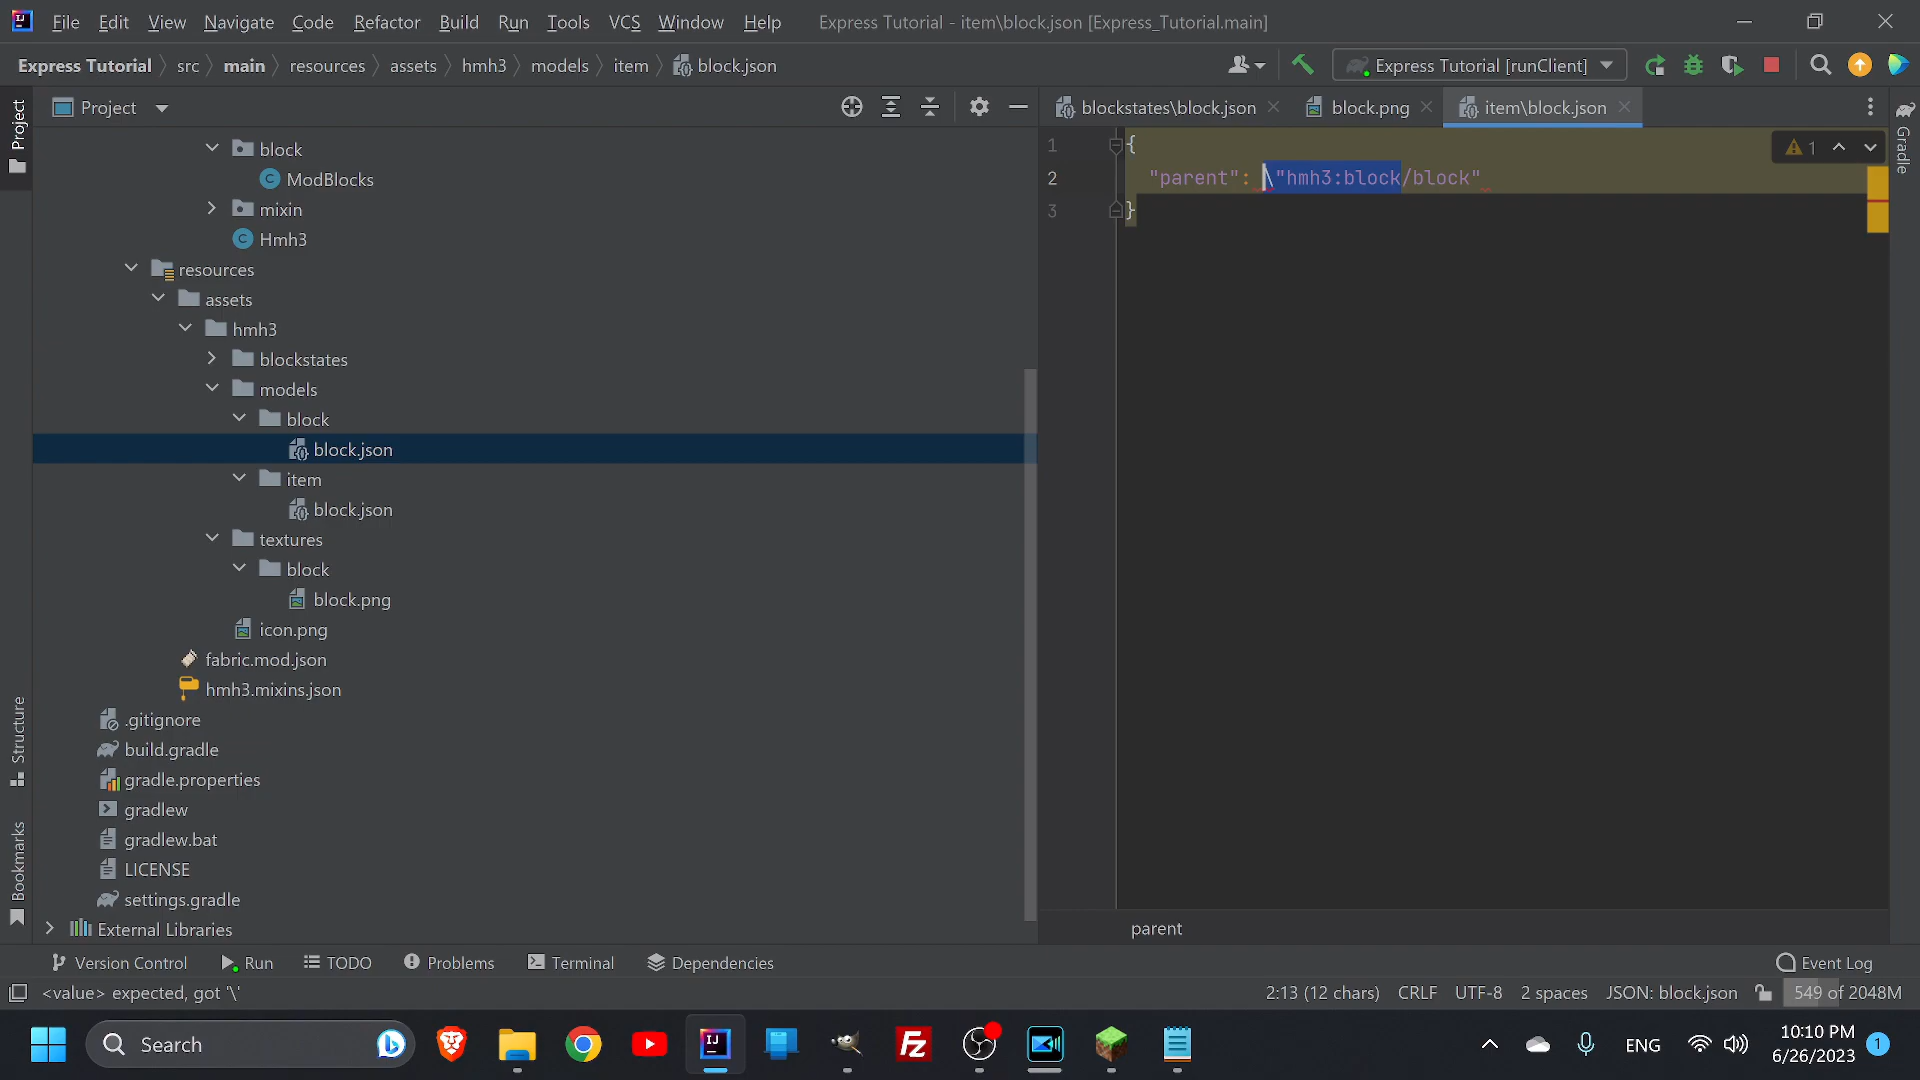 File Edit View Navigate Code Refactor Build Run Tools VCS Window Help Express Tutorial - item\block.json [Express_Tutorial.main]
Express Tutorial src main resources assets hmh3 models item block.json Express Tutorial [runClient]
Project
Project
blockstates\block.json block.png item\block.json
Gradle
block
ModBlocks
mixin
Hmh3
resources
assets
hmh3
blockstates
models
block
block.json
item
block.json
textures
block
block.png
icon.png
fabric.mod.json
hmh3.mixins.json
.gitignore
build.gradle
gradle.properties
gradlew
gradlew.bat
LICENSE
settings.gradle
External Libraries
Structure
Bookmarks
1 {
2 "parent": \"hmh3:block/block"
3 }
1
parent
Version Control Run TODO Problems Terminal Dependencies Event Log
<value> expected, got '\' 2:13 (12 chars) CRLF UTF-8 2 spaces JSON: block.json 549 of 2048M
Search ENG 10:10 PM
6/26/2023 1